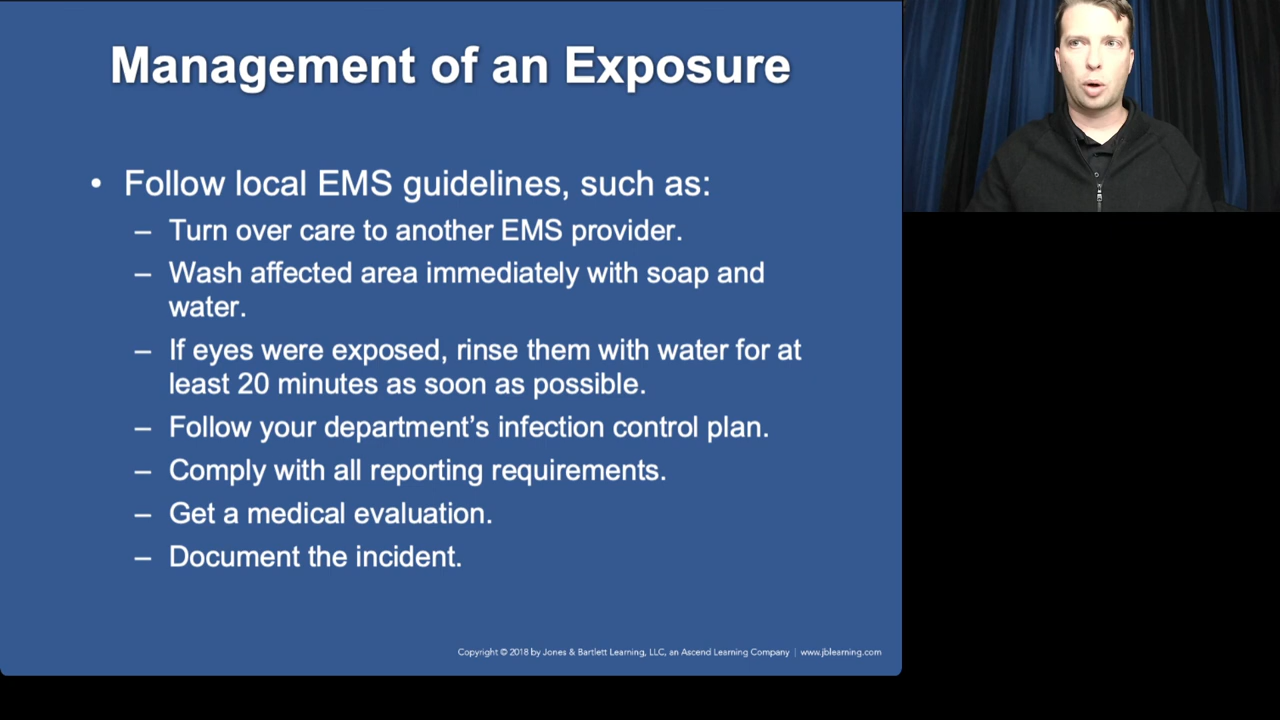 Management of an Exposure
• Follow local EMS guidelines, such as:
– Turn over care to another EMS provider.
– Wash affected area immediately with soap and
water.
– If eyes were exposed, rinse them with water for at
least 20 minutes as soon as possible.
– Follow your department’s infection control plan.
– Comply with all reporting requirements.
– Get a medical evaluation.
– Document the incident.
Copyright © 2018 by Jones & Bartlett Learning, LLC, an Ascend Learning Company | www.jblearning.com